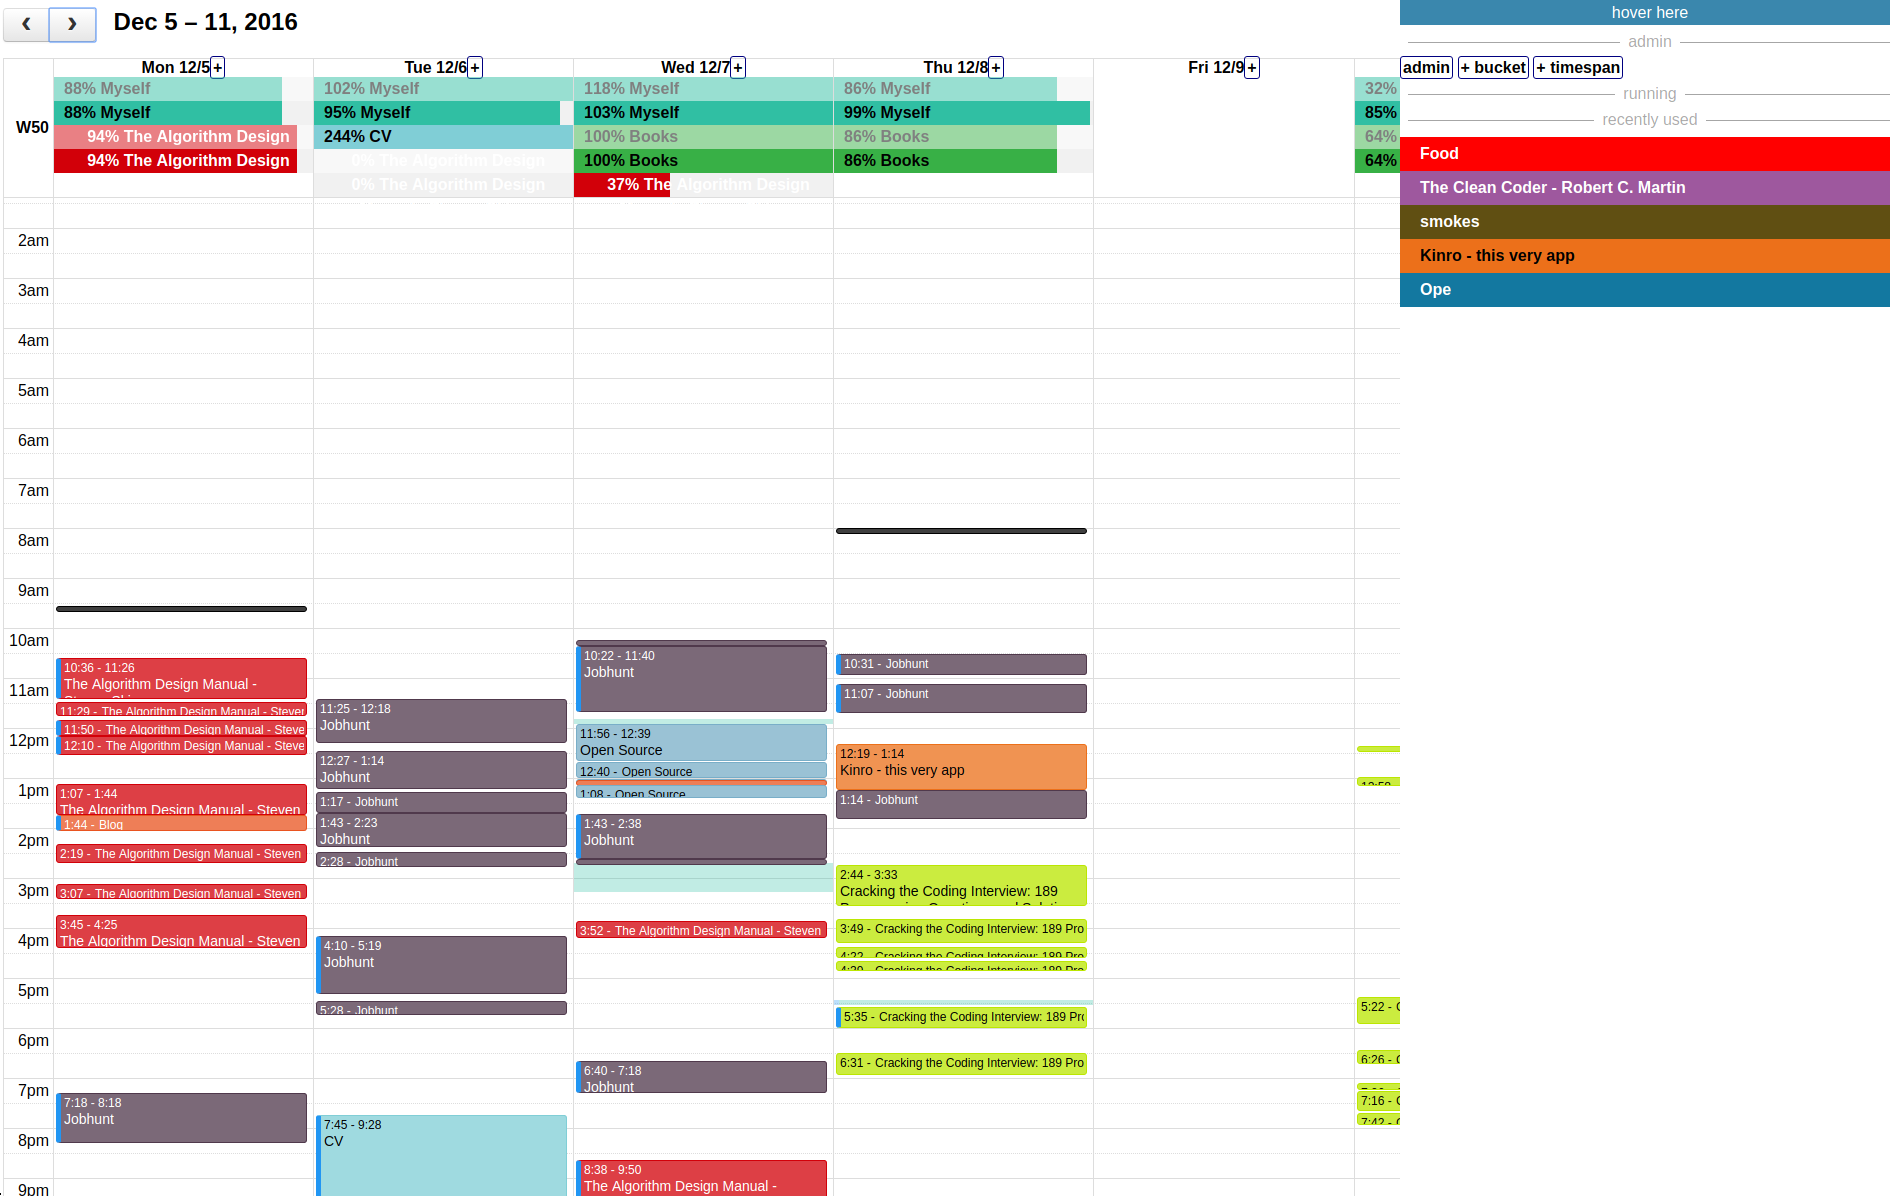 ‹ ›
Dec 5 – 11, 2016
Mon 12/5+
Tue 12/6+
Wed 12/7+
Thu 12/8+
Fri 12/9+
W50
88% Myself
88% Myself
94% The Algorithm Design
94% The Algorithm Design
102% Myself
95% Myself
244% CV
0% The Algorithm Design
0% The Algorithm Design
118% Myself
103% Myself
100% Books
100% Books
37% The Algorithm Design
86% Myself
99% Myself
86% Books
86% Books
32%
85%
64%
64%
2am
3am
4am
5am
6am
7am
8am
9am
10am
11am
12pm
1pm
2pm
3pm
4pm
5pm
6pm
7pm
8pm
9pm
10:36 - 11:26
The Algorithm Design Manual -
11:29 - The Algorithm Design Manual - Steven
11:50 - The Algorithm Design Manual - Steve
12:10 - The Algorithm Design Manual - Steve
1:07 - 1:44
The Algorithm Design Manual - Steven
1:44 - Blog
2:19 - The Algorithm Design Manual - Steven
3:07 - The Algorithm Design Manual - Steven
3:45 - 4:25
The Algorithm Design Manual - Steven
7:18 - 8:18
Jobhunt
11:25 - 12:18
Jobhunt
12:27 - 1:14
Jobhunt
1:17 - Jobhunt
1:43 - 2:23
Jobhunt
2:28 - Jobhunt
4:10 - 5:19
Jobhunt
5:28 - Jobhunt
7:45 - 9:28
CV
10:22 - 11:40
Jobhunt
11:56 - 12:39
Open Source
12:40 - Open Source
1:08 - Open Source
1:43 - 2:38
Jobhunt
3:52 - The Algorithm Design Manual - Steven
6:40 - 7:18
Jobhunt
8:38 - 9:50
The Algorithm Design Manual -
10:31 - Jobhunt
11:07 - Jobhunt
12:19 - 1:14
Kinro - this very app
1:14 - Jobhunt
2:44 - 3:33
Cracking the Coding Interview: 189
3:49 - Cracking the Coding Interview: 189 Pro
4:22 - Cracking the Coding Interview: 189 Pro
Cracking the Coding Interview: 189 Pro
5:35 - Cracking the Coding Interview: 189 Pro
6:31 - Cracking the Coding Interview: 189 Pro
5:22 - C
6:26 - C
7:16 - C
7:42 - C
hover here
admin
admin + bucket + timespan
running
recently used
Food
The Clean Coder - Robert C. Martin
smokes
Kinro - this very app
Ope